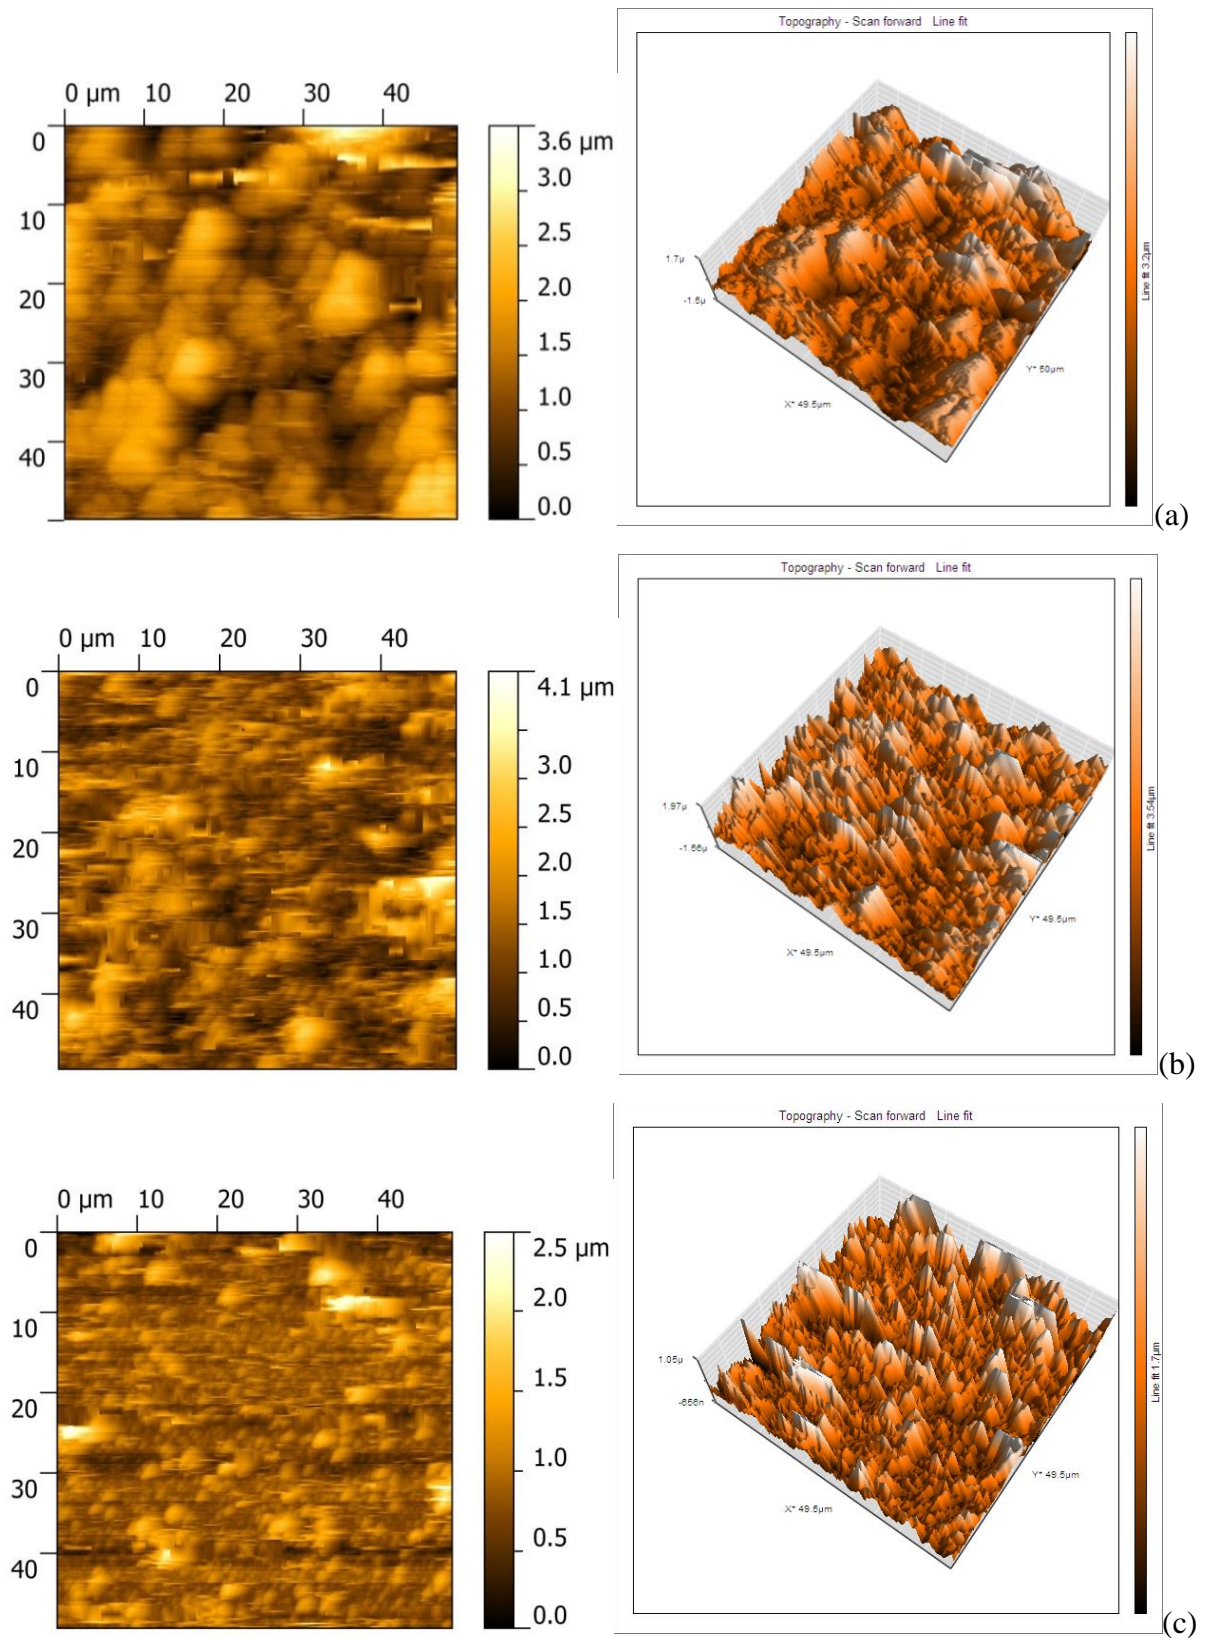 Topography - Scan forward Line fit
0 µm 10 20 30 40
0
10
20
30
40
3.6 µm
3.0
2.5
2.0
1.5
1.0
0.5
0.0
1.7µ
-1.5µ
X* 49.5µm
Y* 50µm
Line fit 3.2µm
(a)
Topography - Scan forward Line fit
0 µm 10 20 30 40
0
10
20
30
40
4.1 µm
3.0
2.5
2.0
1.5
1.0
0.5
0.0
1.97µ
-1.56µ
X* 49.5µm
Y* 49.5µm
Line fit 3.54µm
(b)
Topography - Scan forward Line fit
0 µm 10 20 30 40
0
10
20
30
40
2.5 µm
2.0
1.5
1.0
0.5
0.0
1.05µ
-656n
X* 49.5µm
Y* 49.5µm
Line fit 1.7µm
(c)